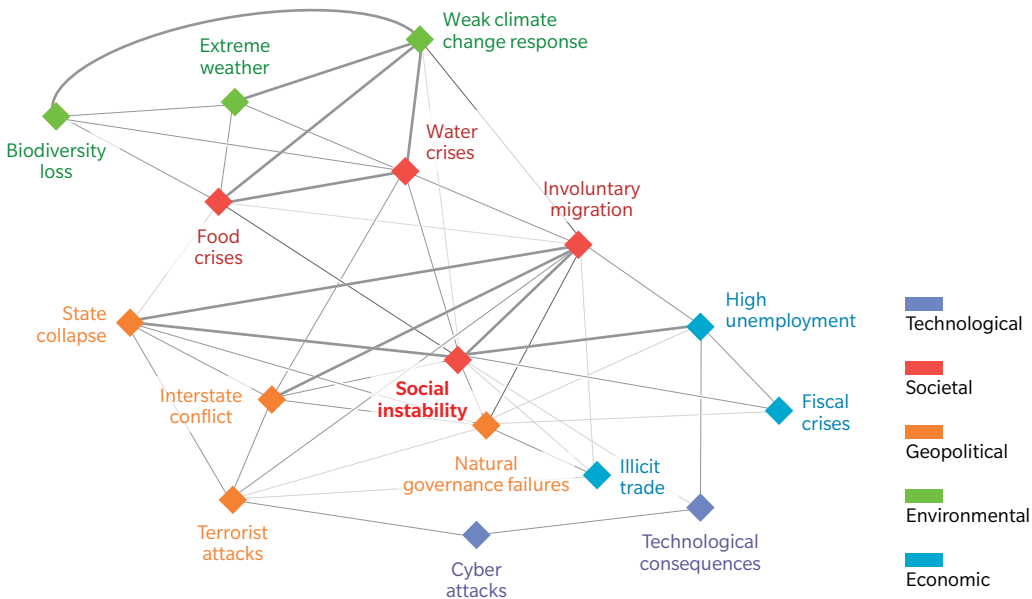 Weak climate
change response
Extreme
weather
Biodiversity
loss
Water
crises
Involuntary
migration
Food
crises
State
collapse
High
unemployment
Interstate
conflict
Social
instability
Fiscal
crises
Natural
governance failures
Illicit
trade
Terrorist
attacks
Cyber
attacks
Technological
consequences
Technological
Societal
Geopolitical
Environmental
Economic